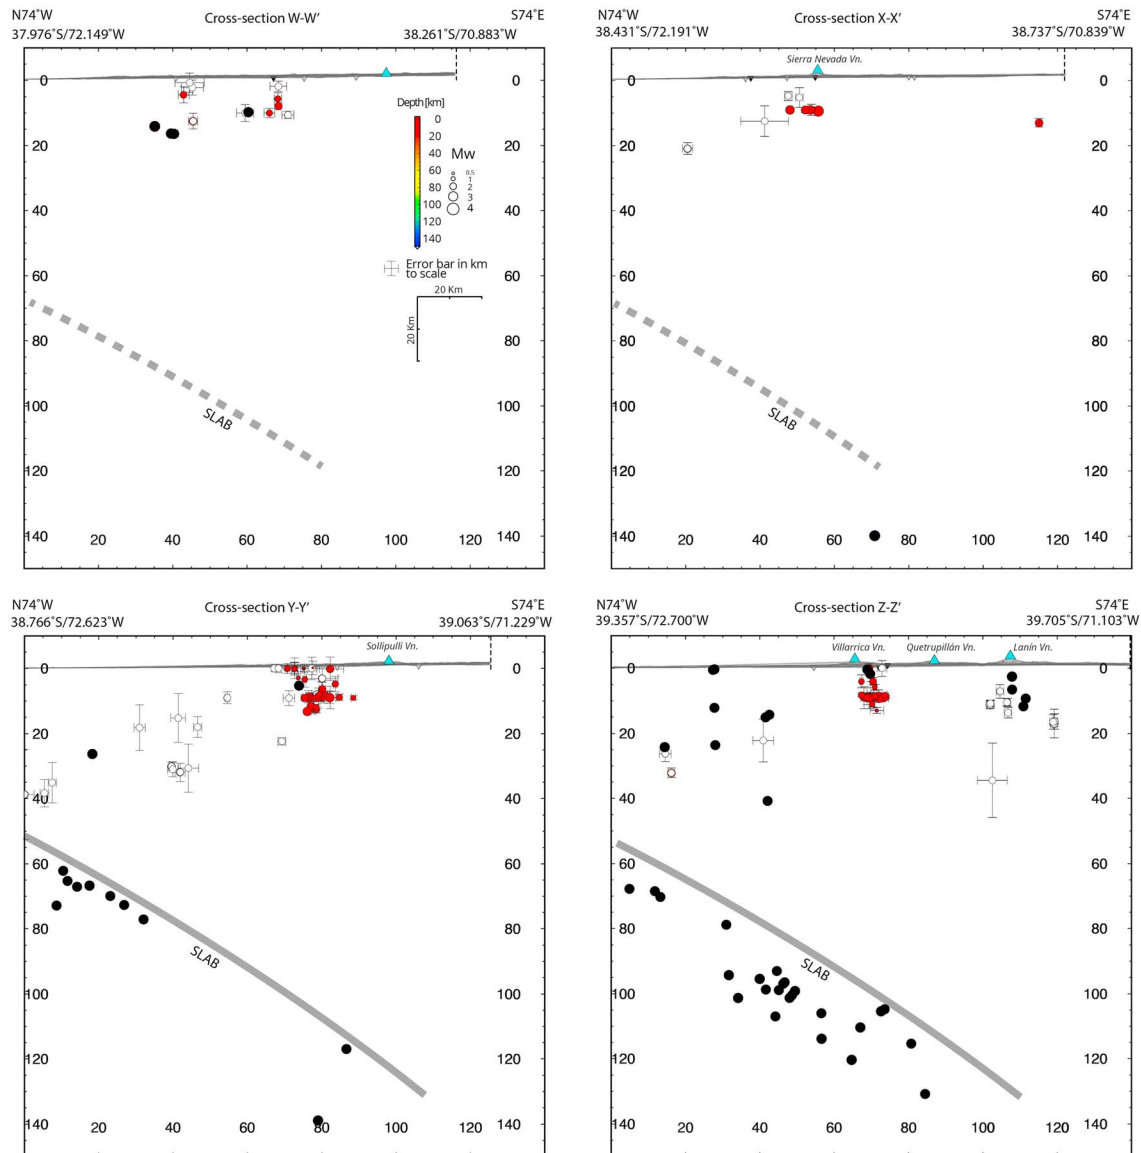 N74°W Cross-section W-W' S74°E
37.976°S/72.149°W 38.261°S/70.883°W
0 0
20 20
40 40
60 60
80 80
100 100
120 120
140 20 40 60 80 100 120 140
Depth [km]
0
20
40
60
80
100
120
140
Mw
0.5
1
2
3
4
Error bar in km
to scale
20 Km
20 Km
SLAB
N74°W Cross-section X-X' S74°E
38.431°S/72.191°W 38.737°S/70.839°W
Sierra Nevada Vn.
0 0
20 20
40 40
60 60
80 80
100 100
120 120
140 20 40 60 80 100 120 140
SLAB
N74°W Cross-section Y-Y' S74°E
38.766°S/72.623°W 39.063°S/71.229°W
Sollipulli Vn.
0 0
20 20
40 40
60 60
80 80
100 100
120 120
140 20 40 60 80 100 120 140
SLAB
N74°W Cross-section Z-Z' S74°E
39.357°S/72.700°W 39.705°S/71.103°W
Villarrica Vn. Quetrupillán Vn. Lanín Vn.
0 0
20 20
40 40
60 60
80 80
100 100
120 120
140 20 40 60 80 100 120 140
SLAB